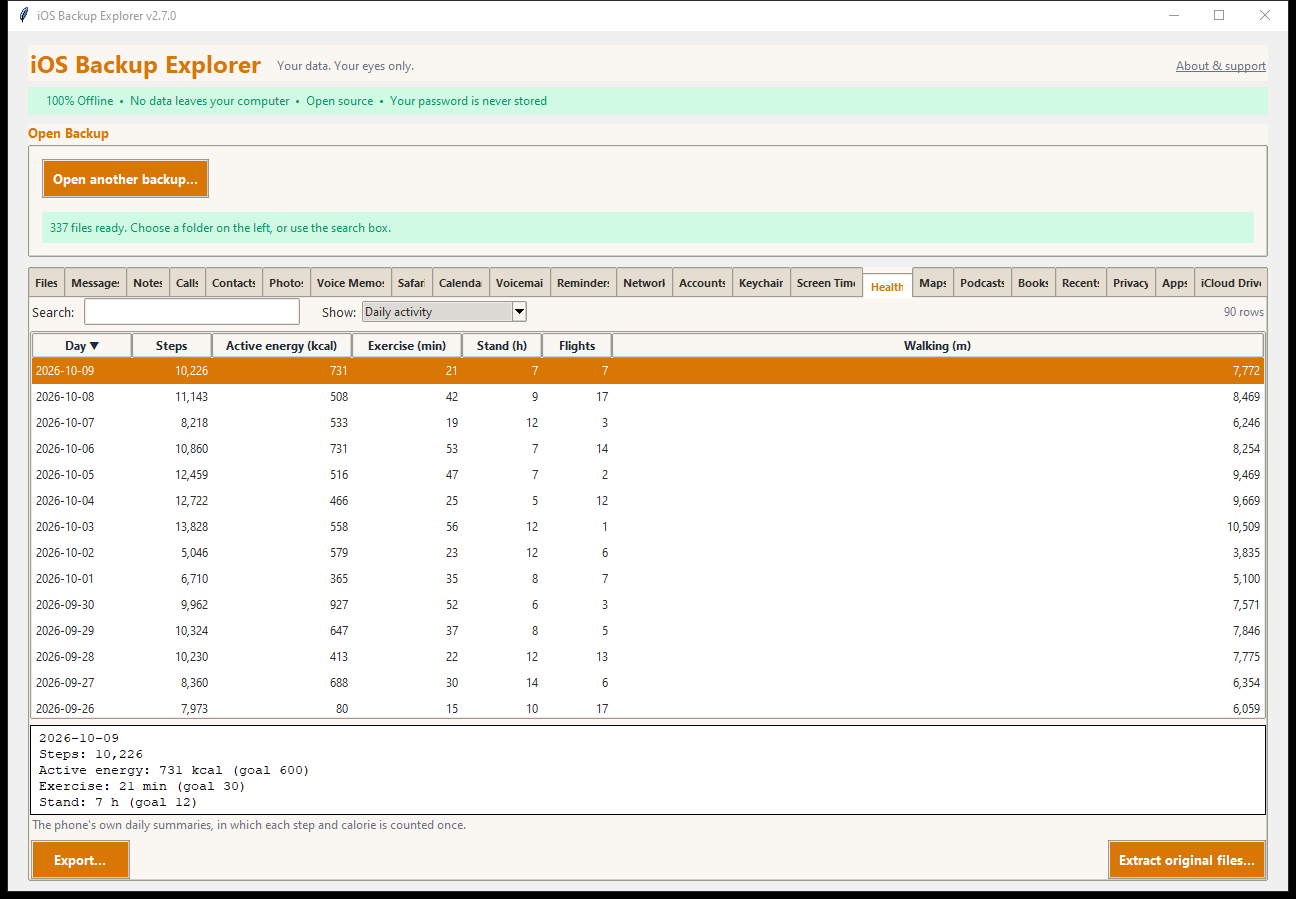 iOS Backup Explorer v2.7.0
iOS Backup Explorer Your data. Your eyes only. About & support
100% Offline • No data leaves your computer • Open source • Your password is never stored
Open Backup
Open another backup...
337 files ready. Choose a folder on the left, or use the search box.
Files Messages Notes Calls Contacts Photos Voice Memos Safari Calenda Voicemai Reminders Network Accounts Keychain Screen Time Health Maps Podcasts Books Recents Privacy Apps iCloud Drive
Search: Show: Daily activity 90 rows
Day ▼ Steps Active energy (kcal) Exercise (min) Stand (h) Flights Walking (m)
2026-10-09 10,226 731 21 7 7 7,772
2026-10-08 11,143 508 42 9 17 8,469
2026-10-07 8,218 533 19 12 3 6,246
2026-10-06 10,860 731 53 7 14 8,254
2026-10-05 12,459 516 47 7 2 9,469
2026-10-04 12,722 466 25 5 12 9,669
2026-10-03 13,828 558 56 12 1 10,509
2026-10-02 5,046 579 23 12 6 3,835
2026-10-01 6,710 365 35 8 7 5,100
2026-09-30 9,962 927 52 6 3 7,571
2026-09-29 10,324 647 37 8 5 7,846
2026-09-28 10,230 413 22 12 13 7,775
2026-09-27 8,360 688 30 14 6 6,354
2026-09-26 7,973 80 15 10 17 6,059
2026-10-09
Steps: 10,226
Active energy: 731 kcal (goal 600)
Exercise: 21 min (goal 30)
Stand: 7 h (goal 12)
The phone's own daily summaries, in which each step and calorie is counted once.
Export... Extract original files...